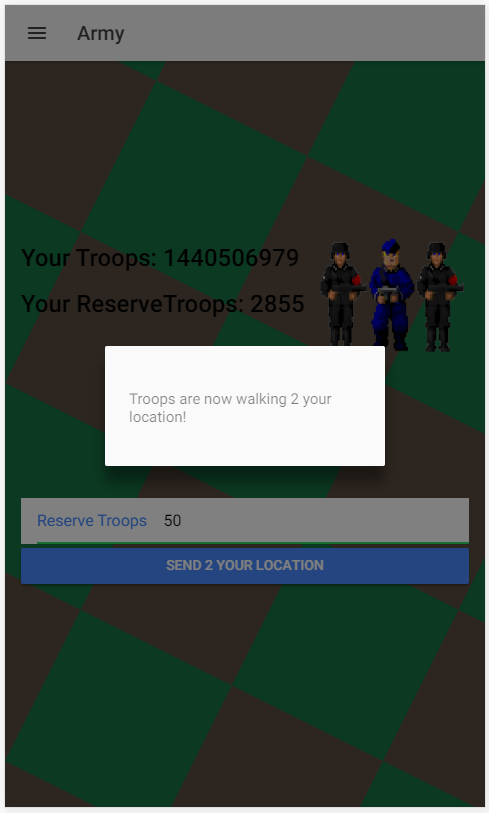 Army
Your Troops: 1440506979
Your ReserveTroops: 2855
Troops are now walking 2 your
location!
Reserve Troops 50
SEND 2 YOUR LOCATION